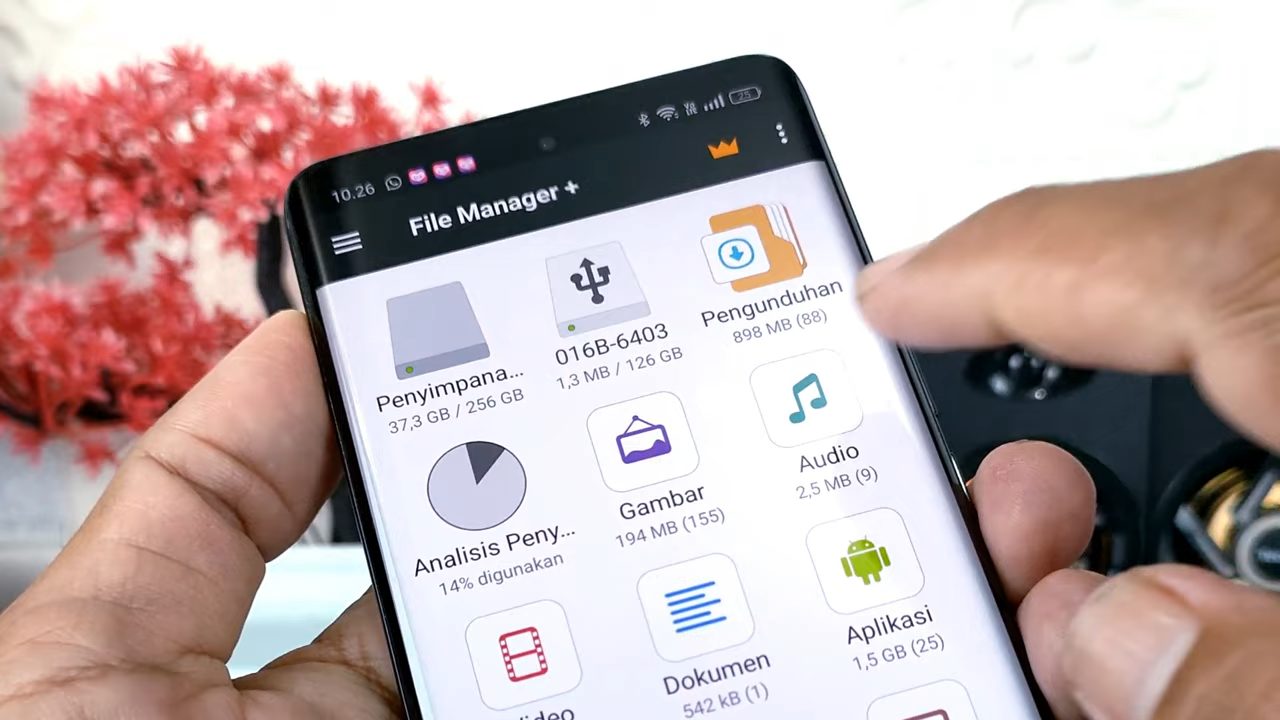 10.26
25
File Manager +
Penyimpana...
37,3 GB / 256 GB
016B-6403
1,3 MB / 126 GB
Pengunduhan
898 MB (88)
Analisis Peny...
14% digunakan
Gambar
194 MB (155)
Audio
2,5 MB (9)
Dokumen
542 kB (1)
Aplikasi
1,5 GB (25)